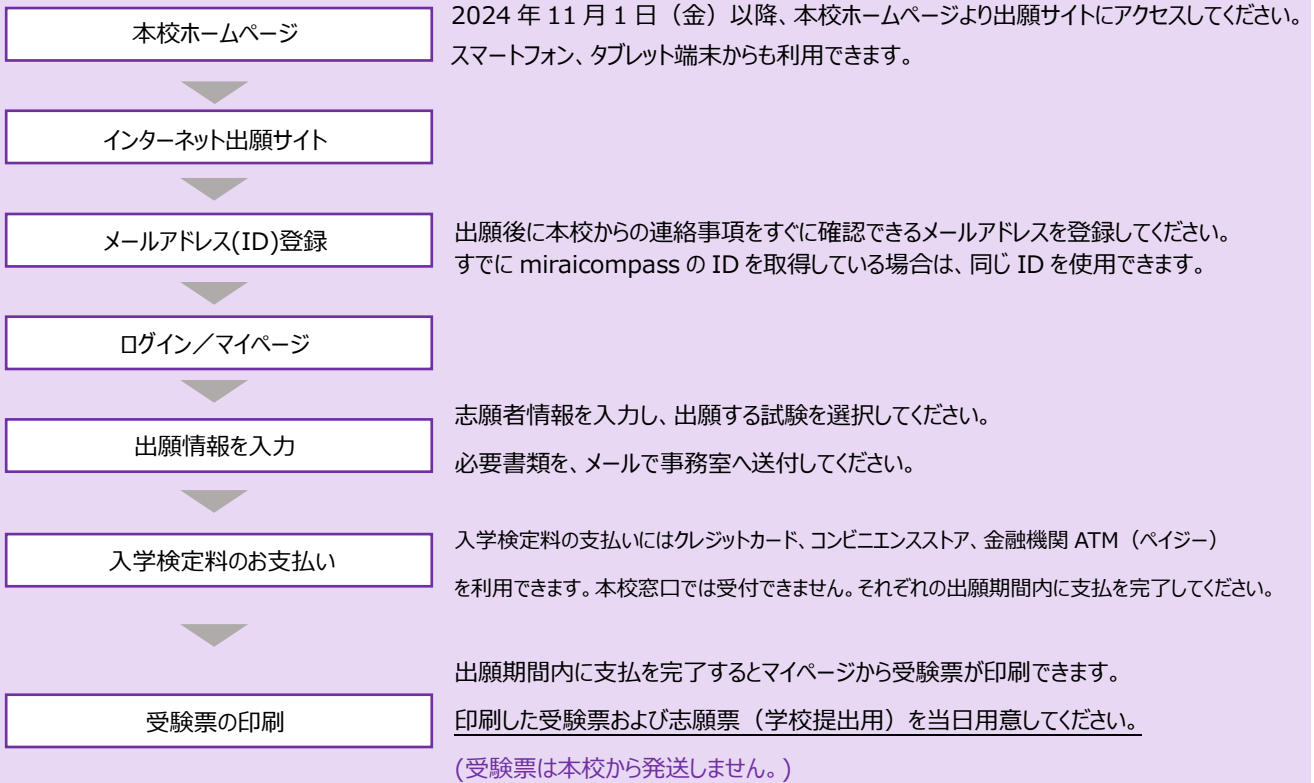 本校ホームページ
2024 年 11 月 1 日（金）以降、本校ホームページより出願サイトにアクセスしてください。
スマートフォン、タブレット端末からも利用できます。
インターネット出願サイト
メールアドレス(ID)登録
出願後に本校からの連絡事項をすぐに確認できるメールアドレスを登録してください。
すでに miraicompass の ID を取得している場合は、同じ ID を使用できます。
ログイン／マイページ
出願情報を入力
志願者情報を入力し、出願する試験を選択してください。
必要書類を、メールで事務室へ送付してください。
入学検定料のお支払い
入学検定料の支払いにはクレジットカード、コンビニエンスストア、金融機関 ATM（ペイジー）
を利用できます。本校窓口では受付できません。それぞれの出願期間内に支払を完了してください。
受験票の印刷
出願期間内に支払を完了するとマイページから受験票が印刷できます。
印刷した受験票および志願票（学校提出用）を当日用意してください。
(受験票は本校から発送しません。)